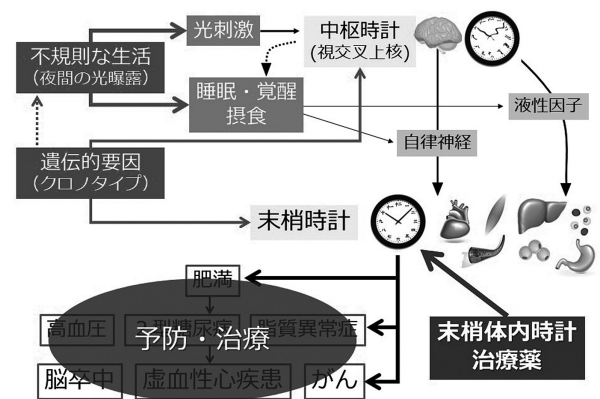 光刺激
中枢時計
(視交叉上核)
不規則な生活
(夜間の光曝露)
睡眠・覚醒
摂食
液性因子
自律神経
遺伝的要因
(クロノタイプ)
末梢時計
肥満
高血圧
型糖尿病
脂質異常症
予防・治療
脳卒中
虚血性心疾患
がん
末梢体内時計
治療薬